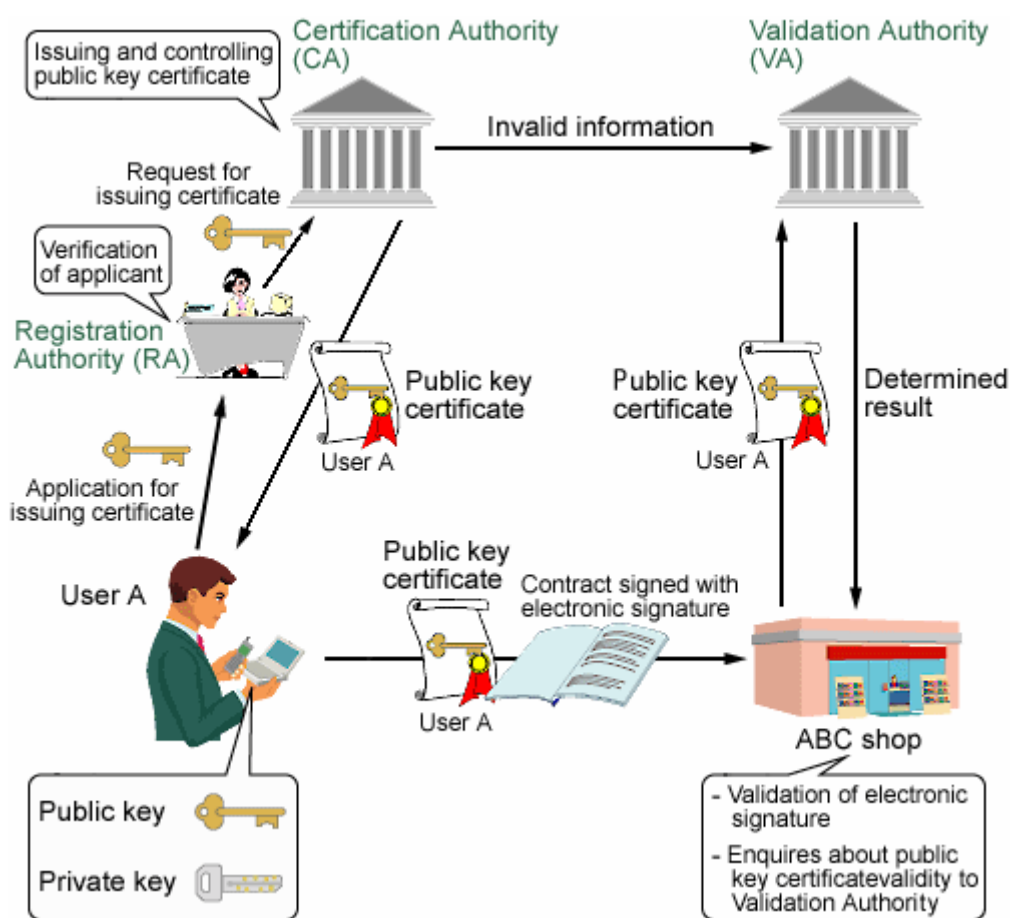 Certification Authority
(CA)
Validation Authority
(VA)
Issuing and controlling
public key certificate
Invalid information
Request for
issuing certificate
Verification
of applicant
Registration
Authority (RA)
Public key
certificate
User A
Public key
certificate
User A
Determined
result
Application for
issuing certificate
User A
Public key
certificate
User A
Contract signed with
electronic signature
ABC shop
Public key
Private key
- Validation of electronic
signature
- Enquires about public
key certificatevalidity to
Validation Authority